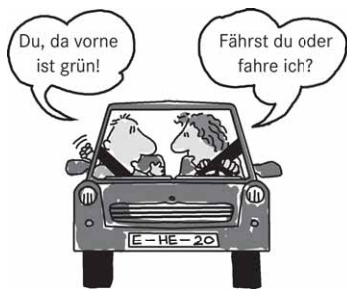 Du, da vorne
ist grün!
Fährst du oder
fahre ich?
E-HE-20